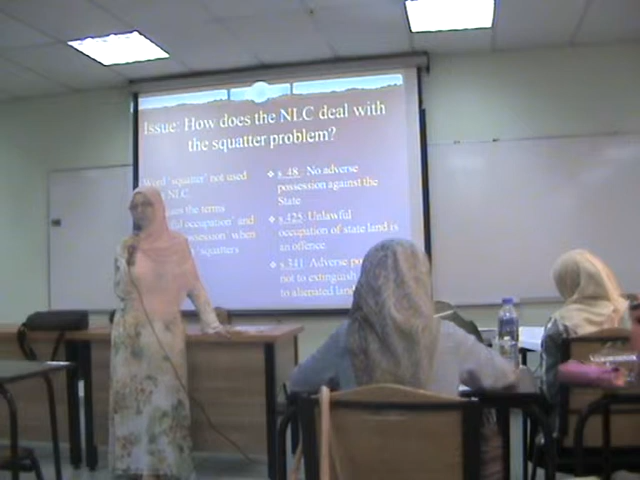 Issue: How does the NLC deal with
the squatter problem?
Word 'squatter' not used
NLC.
the terms
occupation' and
when
squatters
s.48: No adverse
possession against the
State
s.425: Unlawful
occupation of state land is
an offence
s.341: Adverse
not to extinguish
to alienated land